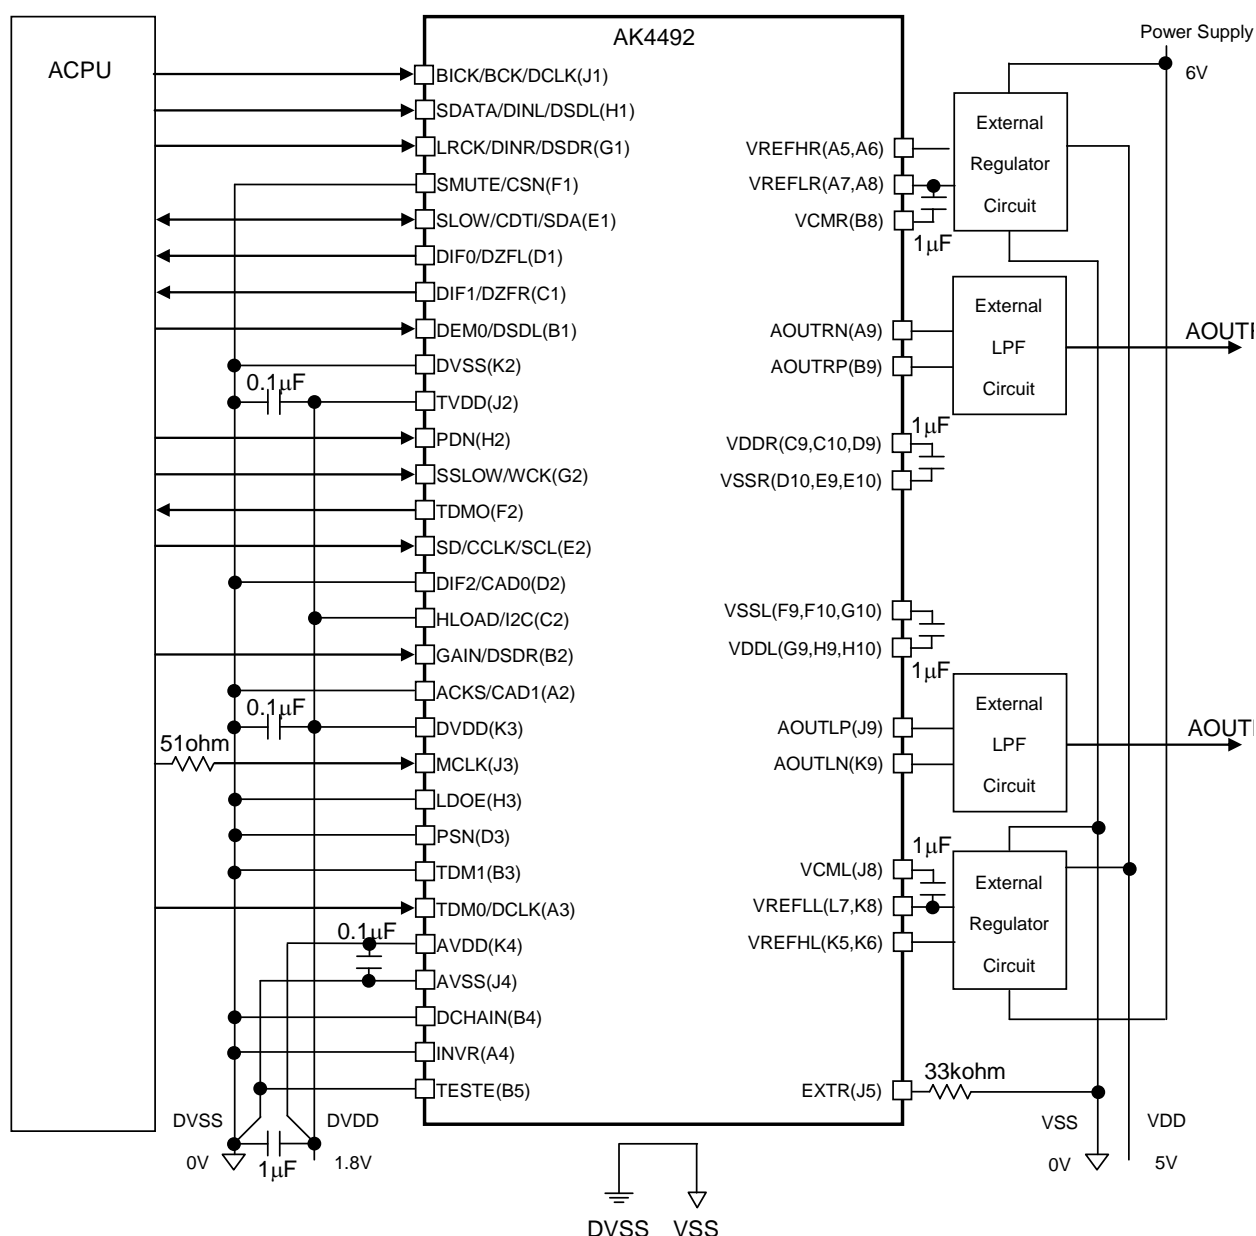 ACPU
AK4492
BICK/BCK/DCLK(J1)
SDATA/DINL/DSDL(H1)
LRCK/DINR/DSDR(G1)
SMUTE/CSN(F1)
SLOW/CDTI/SDA(E1)
DIF0/DZFL(D1)
DIF1/DZFR(C1)
DEM0/DSDL(B1)
DVSS(K2)
0.1μF
TVDD(J2)
PDN(H2)
SSLOW/WCK(G2)
TDMO(F2)
SD/CCLK/SCL(E2)
DIF2/CAD0(D2)
HLOAD/I2C(C2)
GAIN/DSDR(B2)
ACKS/CAD1(A2)
0.1μF
DVDD(K3)
51ohm
MCLK(J3)
LDOE(H3)
PSN(D3)
TDM1(B3)
TDM0/DCLK(A3)
0.1μF
AVDD(K4)
AVSS(J4)
DCHAIN(B4)
INVR(A4)
TESTE(B5)
DVSS
DVDD
0V
1μF
1.8V
Power Supply
6V
External
Regulator
Circuit
VREFHR(A5,A6)
VREFLR(A7,A8)
VCMR(B8)
1μF
External
LPF
Circuit
AOUTRN(A9)
AOUTRP(B9)
AOUTR
1μF
VDDR(C9,C10,D9)
VSSR(D10,E9,E10)
VSSL(F9,F10,G10)
VDDL(G9,H9,H10)
1μF
External
LPF
Circuit
AOUTLP(J9)
AOUTLN(K9)
AOUTL
1μF
VCML(J8)
VREFLL(L7,K8)
VREFHL(K5,K6)
External
Regulator
Circuit
33kohm
EXTR(J5)
VSS
VDD
0V
5V
DVSS
VSS